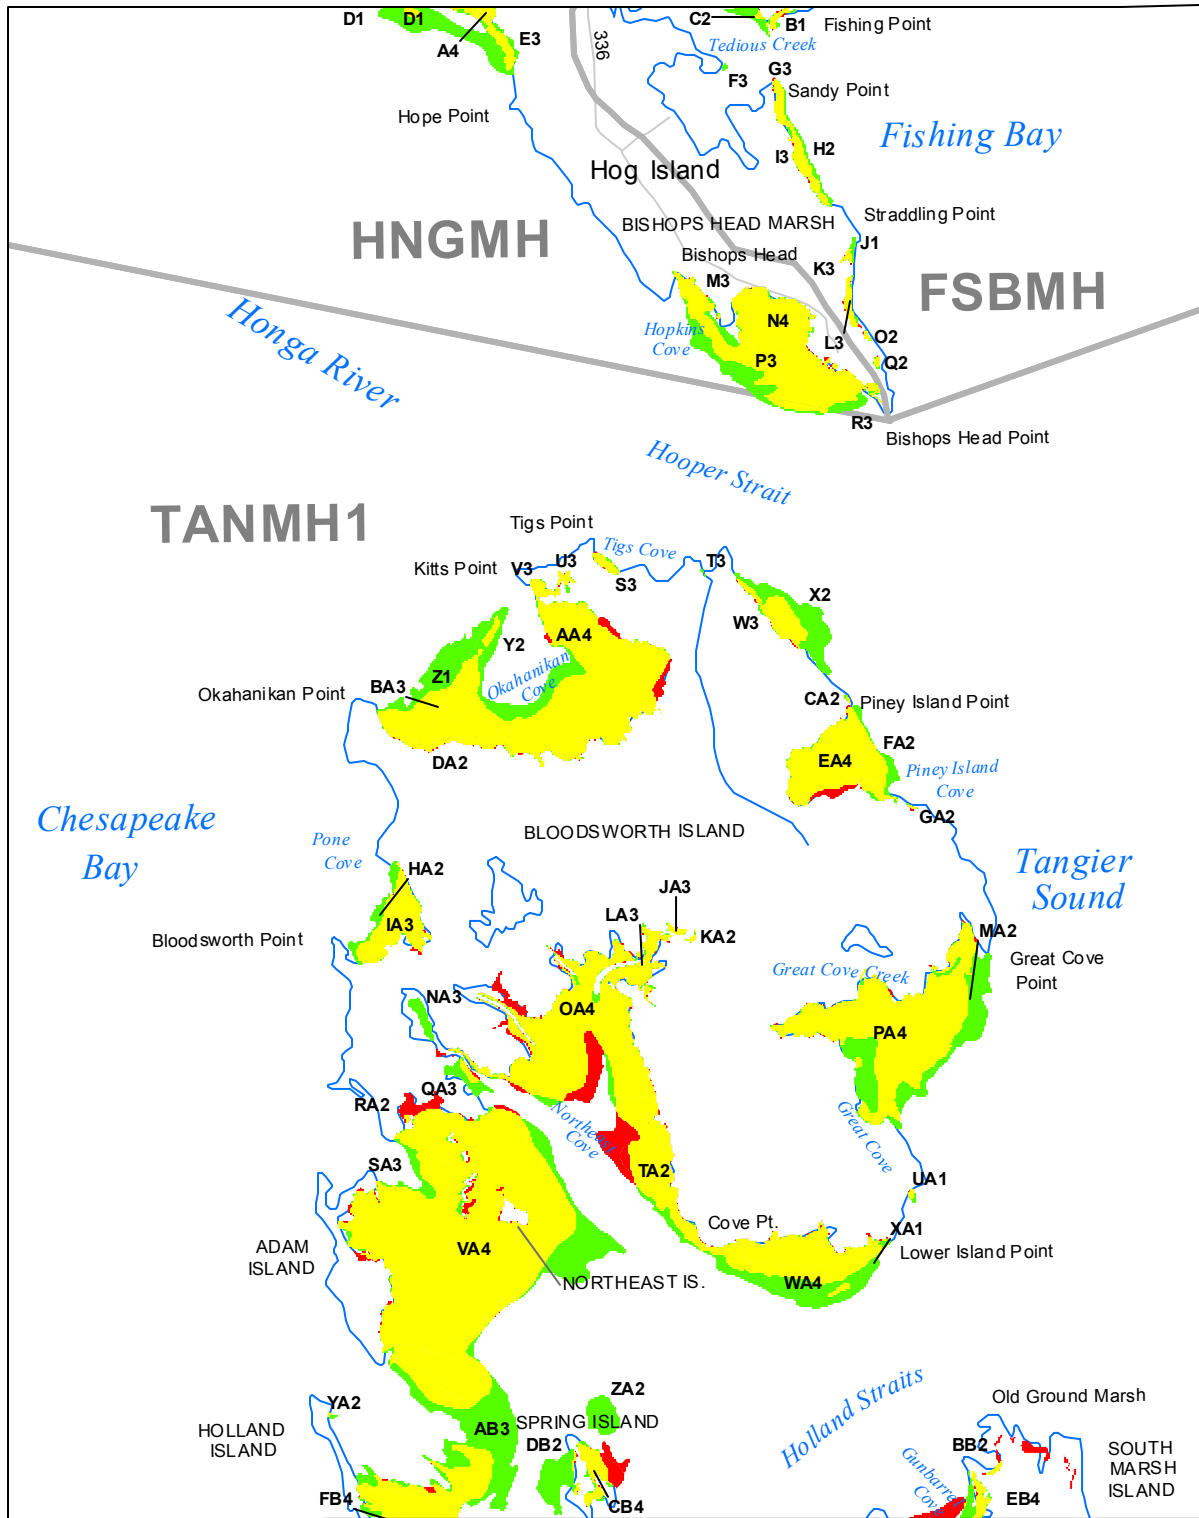 D1
D1
A4
E3
336
C2
B1
Fishing Point
Tedious Creek
F3
G3
Sandy Point
Hope Point
Fishing Bay
H2
I3
Hog Island
Straddling Point
BISHOPS HEAD MARSH
HNGMH
J1
Bishops Head
K3
M3
FSBMH
Honga River
N4
Hopkins
Cove
L3
O2
P3
Q2
R3
Bishops Head Point
Hooper Strait
TANMH1
Tigs Point
Tigs Cove
Kitts Point
V3
U3
S3
T3
X2
W3
AA4
Y2
Z1
Okahanikan
Cove
BA3
Okahanikan Point
CA2
Piney Island Point
DA2
FA2
EA4
Piney Island
Cove
GA2
Chesapeake
Bay
BLOODSWORTH ISLAND
Pone
Cove
HA2
Tangier
Sound
JA3
LA3
IA3
KA2
MA2
Bloodsworth Point
Great Cove
Point
Great Cove Creek
NA3
OA4
PA4
QA3
RA2
Northeast
Cove
Great Cove
SA3
TA2
UA1
Cove Pt.
XA1
Lower Island Point
ADAM
ISLAND
VA4
NORTHEAST IS.
WA4
Holland Straits
ZA2
Old Ground Marsh
YA2
HOLLAND
ISLAND
AB3
SPRING ISLAND
DB2
BB2
SOUTH
MARSH
ISLAND
Gunbarrel
Cove
FB4
CB4
EB4